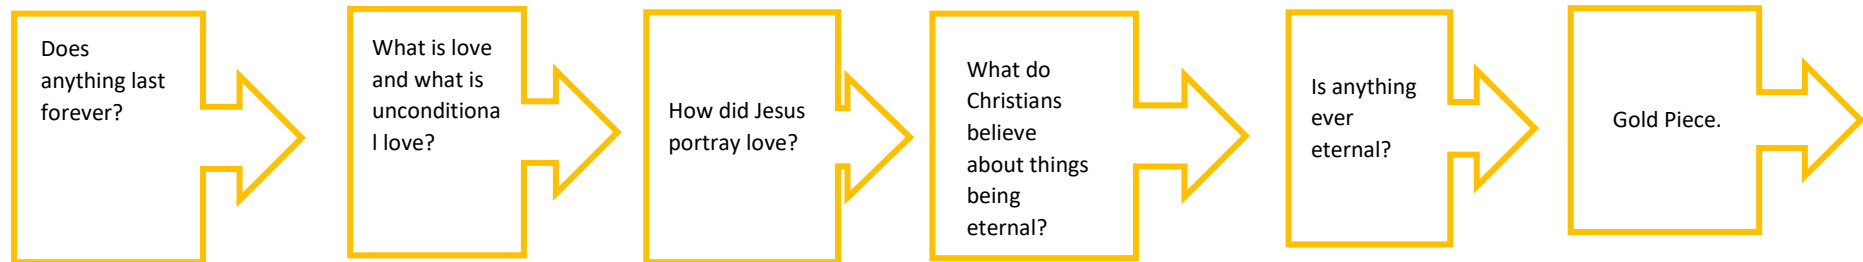 Does
anything last
forever?
What is love
and what is
unconditiona
l love?
How did Jesus
portray love?
What do
Christians
believe
about things
being
eternal?
Is anything
ever
eternal?
Gold Piece.